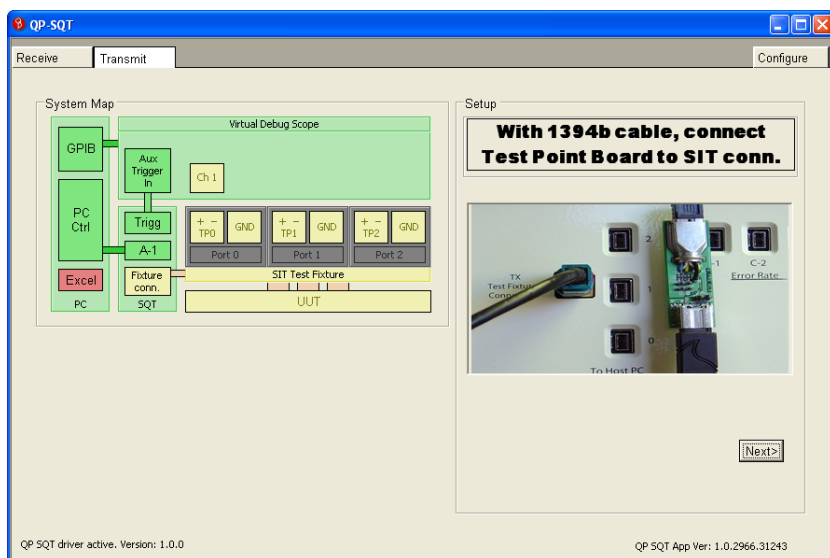 QP-SQT
Receive
Transmit
Configure
System Map
Virtual Debug Scope
GPIB
Aux
Trigger
In
Ch 1
PC
Ctrl
Trigg
A-1
Excel
PC
Fixture
conn.
SQT
+ -
TP0
GND
Port 0
+ -
TP1
GND
Port 1
+ -
TP2
GND
Port 2
SIT Test Fixture
UUT
Setup
With 1394b cable, connect
Test Point Board to SIT conn.
TX
Test Fixture
2
1
0
-1
C-2
Error Rate
To Host PC
Next>
QP SQT driver active. Version: 1.0.0
QP SQT App Ver: 1.0.2966.31243